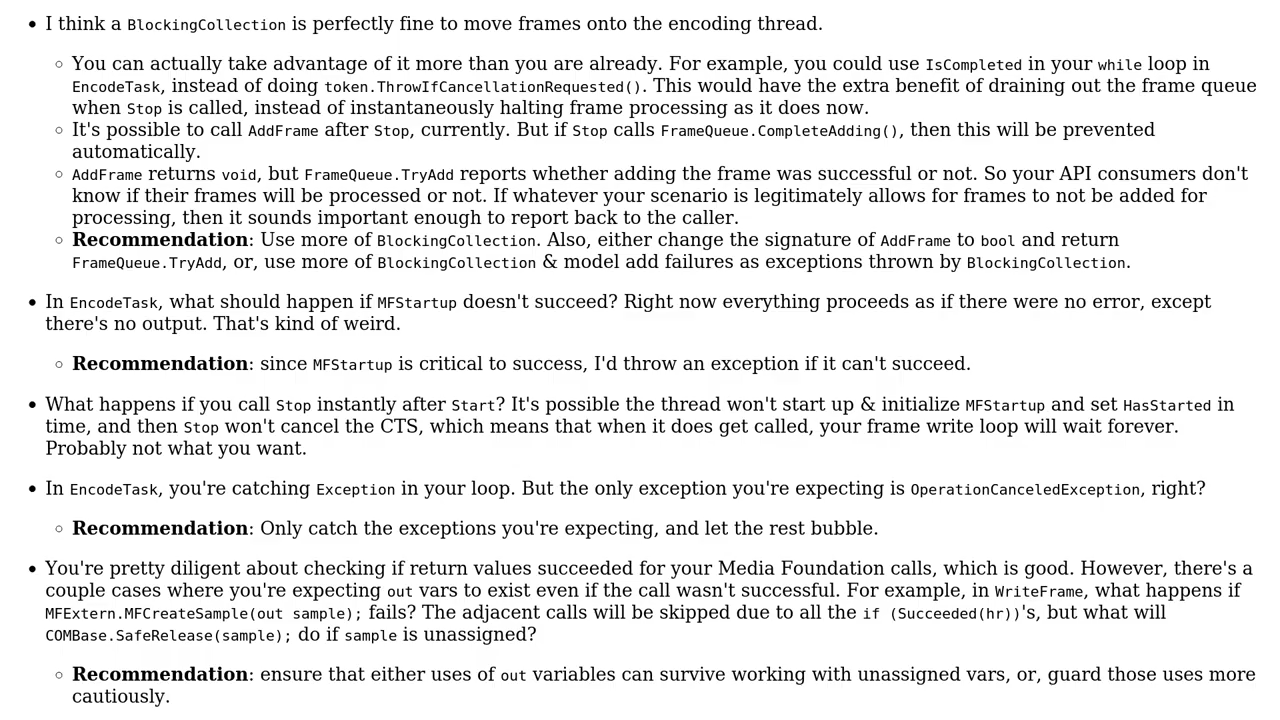 I think a BlockingCollection is perfectly fine to move frames onto the encoding thread.
You can actually take advantage of it more than you are already. For example, you could use IsCompleted in your while loop in
EncodeTask, instead of doing token.ThrowIfCancellationRequested(). This would have the extra benefit of draining out the frame queue
when Stop is called, instead of instantaneously halting frame processing as it does now.
It's possible to call AddFrame after Stop, currently. But if Stop calls FrameQueue.CompleteAdding(), then this will be prevented
automatically.
AddFrame returns void, but FrameQueue.TryAdd reports whether adding the frame was successful or not. So your API consumers don't
know if their frames will be processed or not. If whatever your scenario is legitimately allows for frames to not be added for
processing, then it sounds important enough to report back to the caller.
Recommendation: Use more of BlockingCollection. Also, either change the signature of AddFrame to bool and return
FrameQueue.TryAdd, or, use more of BlockingCollection & model add failures as exceptions thrown by BlockingCollection.
In EncodeTask, what should happen if MFStartup doesn't succeed? Right now everything proceeds as if there were no error, except
there's no output. That's kind of weird.
Recommendation: since MFStartup is critical to success, I'd throw an exception if it can't succeed.
What happens if you call Stop instantly after Start? It's possible the thread won't start up & initialize MFStartup and set HasStarted in
time, and then Stop won't cancel the CTS, which means that when it does get called, your frame write loop will wait forever.
Probably not what you want.
In EncodeTask, you're catching Exception in your loop. But the only exception you're expecting is OperationCanceledException, right?
Recommendation: Only catch the exceptions you're expecting, and let the rest bubble.
You're pretty diligent about checking if return values succeeded for your Media Foundation calls, which is good. However, there's a
couple cases where you're expecting out vars to exist even if the call wasn't successful. For example, in WriteFrame, what happens if
MFExtern.MFCreateSample(out sample); fails? The adjacent calls will be skipped due to all the if (Succeeded(hr))'s, but what will
COMBase.SafeRelease(sample); do if sample is unassigned?
Recommendation: ensure that either uses of out variables can survive working with unassigned vars, or, guard those uses more
cautiously.